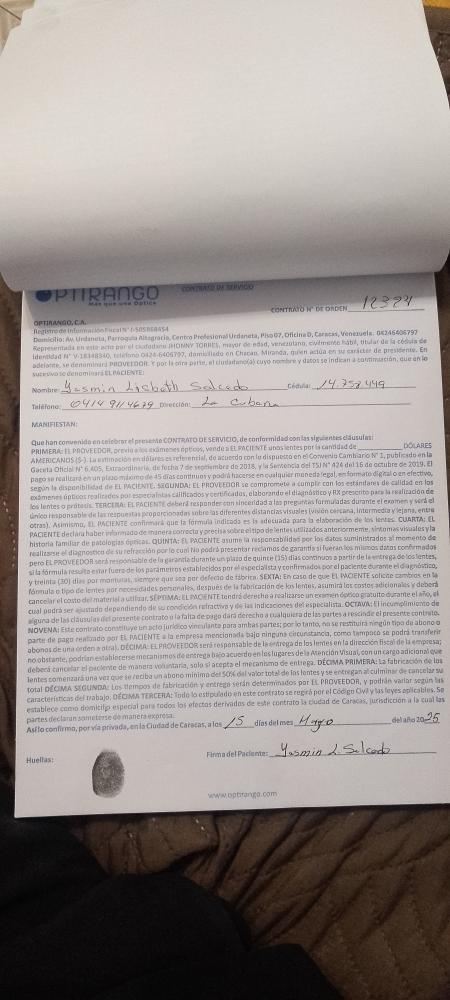 OPTIRANGO
Más que una Óptica
CONTRATO DE SERVICIO
CONTRATO N° DE ORDEN
OPTIRANGO, C.A.
Registro de Información Fiscal N° J-505868454
Domicilio: Av. Urdaneta, Parroquia Altagracia, Centro Profesional Urdaneta, Piso 07, Oficina D, Caracas, Venezuela. 04246406797
Representada en este acto por el ciudadano JHONNY TORRES, mayor de edad, venezolano, civilmente hábil, titular de la cédula de
Identidad N° V-18348340, teléfono 0424-6406797, domiciliado en Chacao, Miranda, quien actúa en su carácter de presidente. En
adelante, se denominará PROVEEDOR. Y por la otra parte, el ciudadano(a) cuyo nombre y datos se indican a continuación, que en lo
sucesivo se denominará EL PACIENTE:
Nombre: Yasmin Lisbeth Salcedo Cédula: 14.757.449
Teléfono: 0414 9114679 Dirección: La Cubana
MANIFIESTAN:
Que han convenido en celebrar el presente CONTRATO DE SERVICIO, de conformidad con las siguientes cláusulas:
PRIMERA: EL PROVEEDOR, previo a los exámenes ópticos, vende a EL PACIENTE unos lentes por la cantidad de DÓLARES
AMERICANOS ($-). La estimación en dólares es referencial, de acuerdo con lo dispuesto en el Convenio Cambiario N° 1, publicado en la
Gaceta Oficial N° 6.405, Extraordinaria, de fecha 7 de septiembre de 2018, y la Sentencia del TSJ N° 424 del 16 de octubre de 2019. El
pago se realizará en un plazo máximo de 45 días continuos y podrá hacerse en cualquier moneda legal, en formato digital o en efectivo,
según la disponibilidad de EL PACIENTE. SEGUNDA: EL PROVEEDOR se compromete a cumplir con los estándares de calidad en los
exámenes ópticos realizados por especialistas calificados y certificados, elaborando el diagnóstico y RX prescrito para la realización de
los lentes o prótesis. TERCERA: EL PACIENTE deberá responder con sinceridad a las preguntas formuladas durante el examen y será el
único responsable de las respuestas proporcionadas sobre las diferentes distancias visuales (visión cercana, intermedia y lejana, entre
otras). Asimismo, EL PACIENTE confirmará que la fórmula indicada es la adecuada para la elaboración de los lentes. CUARTA: EL
PACIENTE declara haber informado de manera correcta y precisa sobre el tipo de lentes utilizados anteriormente, síntomas visuales y la
historia familiar de patologías ópticas. QUINTA: EL PACIENTE asume la responsabilidad por los datos suministrados al momento de
realizarse el diagnostico de su refracción por lo cual No podrá presentar reclamos de garantía si fueran los mismos datos confirmados
pero EL PROVEEDOR será responsable de la garantía durante un plazo de quince (15) días continuos a partir de la entrega de los lentes,
si la fórmula resulta estar fuera de los parámetros establecidos por el especialista y confirmados por el paciente durante el diagnóstico,
y treinta (30) días por monturas, siempre que sea por defecto de fábrica. SEXTA: En caso de que EL PACIENTE solicite cambios en la
fórmula o tipo de lentes por necesidades personales, después de la fabricación de los lentes, asumirá los costos adicionales y deberá
cancelar el costo del material a utilizar. SÉPTIMA: EL PACIENTE tendrá derecho a realizarse un examen óptico gratuito durante el año, el
cual podrá ser ajustado dependiendo de su condición refractiva y de las indicaciones del especialista. OCTAVA: El incumplimiento de
alguna de las cláusulas del presente contrato o la falta de pago dará derecho a cualquiera de las partes a rescindir el presente contrato.
NOVENA: Este contrato constituye un acto jurídico vinculante para ambas partes; por lo tanto, no se restituirá ningún tipo de abono o
parte de pago realizado por EL PACIENTE a la empresa mencionada bajo ninguna circunstancia, como tampoco se podrá transferir
abonos de una orden a otra). DÉCIMA: EL PROVEEDOR será responsable de la entrega de los lentes en la dirección fiscal de la empresa;
no obstante, podrían establecerse mecanismos de entrega bajo acuerdo en los lugares de la Atención Visual, con un cargo adicional que
deberá cancelar el paciente de manera voluntaria, solo si acepta el mecanismo de entrega. DÉCIMA PRIMERA: La fabricación de los
lentes comenzará una vez que se reciba un abono mínimo del 50% del valor total de los lentes y se entregan al culminar de cancelar su
total DÉCIMA SEGUNDA: Los tiempos de fabricación y entrega serán determinados por EL PROVEEDOR, y podrán variar según las
características del trabajo. DÉCIMA TERCERA: Todo lo estipulado en este contrato se regirá por el Código Civil y las leyes aplicables. Se
establece como domicilio especial para todos los efectos derivados de este contrato la ciudad de Caracas, jurisdicción a la cual las
partes declaran someterse de manera expresa.
Así lo confirmo, por vía privada, en la Ciudad de Caracas, a los 15 días del mes Mayo del año 2025
Huellas:
Firma del Paciente: Yasmin L. Salcedo
www.optirango.com